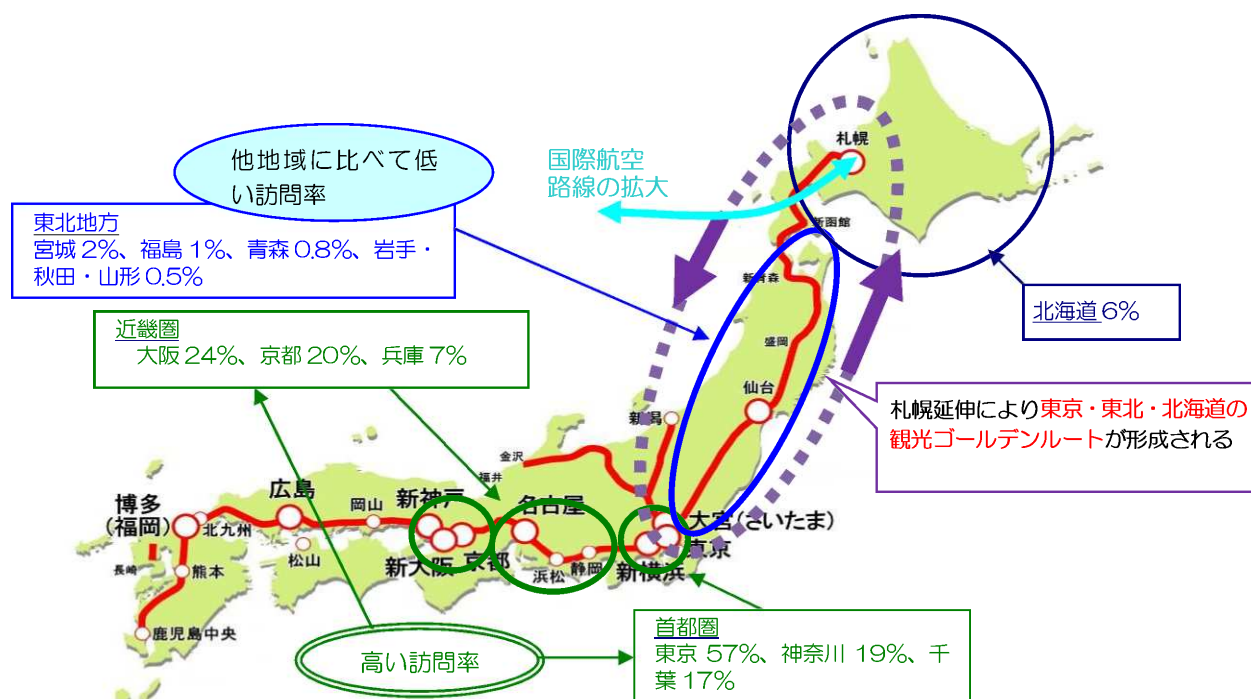 他地域に比べて低
い訪問率
東北地方
宮城 2%、福島 1%、青森 0.8%、岩手・
秋田・山形 0.5%
近畿圏
大阪 24%、京都 20%、兵庫 7%
国際航空
路線の拡大
札幌
新函館
新青森
盛岡
仙台
北海道 6%
札幌延伸により東京・東北・北海道の
観光ゴールデンルートが形成される
新潟
金沢
福井
名古屋
新神戸
岡山
広島
博多
(福岡)
北九州
大宮(さいたま)
東京
新横浜
静岡
浜松
京都
新大阪
松山
長崎
熊本
鹿児島中央
高い訪問率
首都圏
東京 57%、神奈川 19%、千
葉 17%